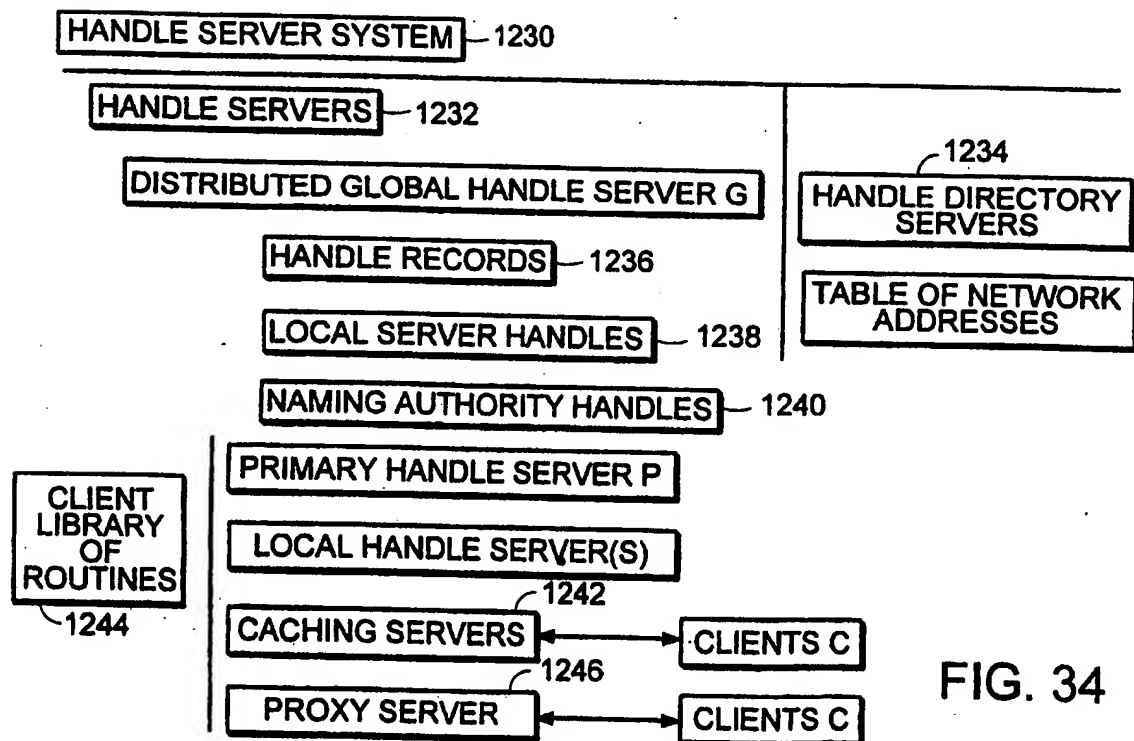 HANDLE SERVER SYSTEM 1230
HANDLE SERVERS 1232
DISTRIBUTED GLOBAL HANDLE SERVER G
HANDLE RECORDS 1236
LOCAL SERVER HANDLES 1238
NAMING AUTHORITY HANDLES 1240
1234
HANDLE DIRECTORY
SERVERS
TABLE OF NETWORK
ADDRESSES
CLIENT
LIBRARY
OF
ROUTINES
1244
PRIMARY HANDLE SERVER P
LOCAL HANDLE SERVER(S)
1242
CACHING SERVERS
CLIENTS C
1246
PROXY SERVER
CLIENTS C
FIG. 34